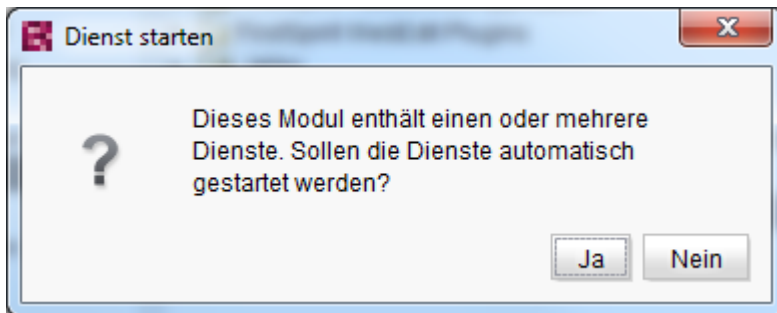 Dienst starten
Dieses Modul enthält einen oder mehrere
Dienste. Sollen die Dienste automatisch
gestartet werden?
Ja Nein